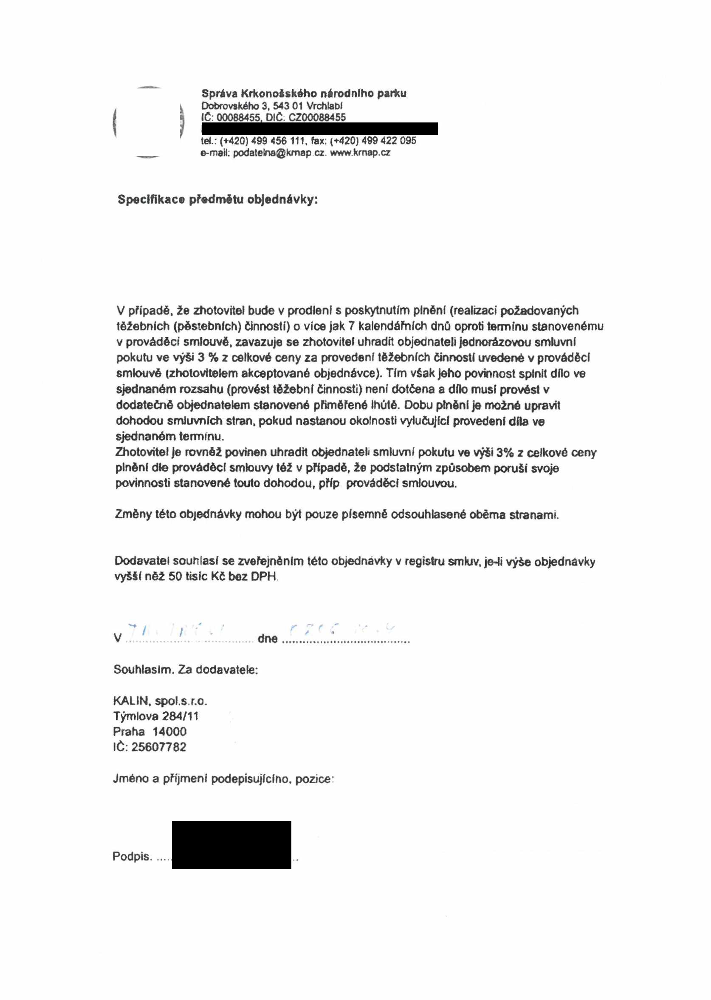 Správa Krkonošského národního parku
Dobrovského 3, 543 01 Vrchlabí
IČ: 00088455, DIČ: CZ00088455
tel.: (+420) 499 456 111, fax: (+420) 499 422 095
e-mail: podatelna@krnap.cz. www.krnap.cz
Specifikace předmětu objednávky:
V případě, že zhotovitel bude v prodlení s poskytnutím plnění (realizací požadovaných
těžebních (pěstebních) činností) o více jak 7 kalendářních dnů oproti termínu stanovenému
v prováděcí smlouvě, zavazuje se zhotovitel uhradit objednateli jednorázovou smluvní
pokutu ve výši 3 % z celkové ceny za provedení těžebních činností uvedené v prováděcí
smlouvě (zhotovitelem akceptované objednávce). Tím však jeho povinnost splnit dílo ve
sjednaném rozsahu (provést těžební činnosti) není dotčena a dílo musí provést v
dodatečně objednatelem stanovené přiměřené lhůtě. Dobu plnění je možné upravit
dohodou smluvních stran, pokud nastanou okolnosti vylučující provedení díla ve
sjednaném termínu.
Zhotovitel je rovněž povinen uhradit objednateli smluvní pokutu ve výši 3% z celkové ceny
plnění dle prováděcí smlouvy též v případě, že podstatným způsobem poruší svoje
povinnosti stanovené touto dohodou, příp. prováděcí smlouvou.
Změny této objednávky mohou být pouze písemně odsouhlasené oběma stranami.
Dodavatel souhlasí se zveřejněním této objednávky v registru smluv, je-li výše objednávky
vyšší něž 50 tisíc Kč bez DPH.
V dne
Souhlasím. Za dodavatele:
KALIN, spol.s.r.o.
Týmlova 284/11
Praha 14000
IČ: 25607782
Jméno a příjmení podepisujícího, pozice:
Podpis.